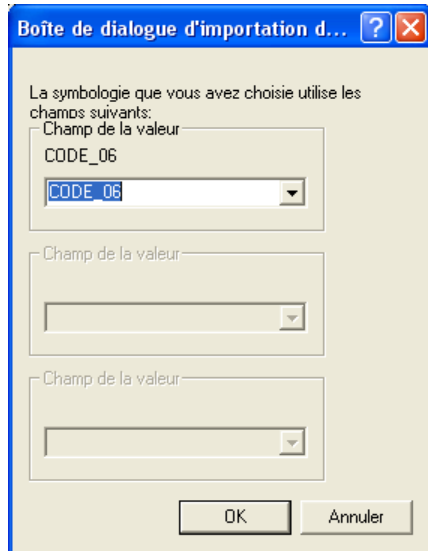 Boîte de dialogue d'importation d...
La symbologie que vous avez choisie utilise les
champs suivants:
Champ de la valeur
CODE_06
CODE_06
Champ de la valeur
Champ de la valeur
OK
Annuler